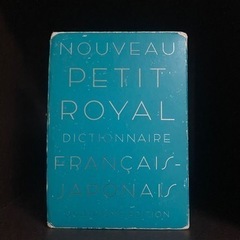 NOUVEAU
PETIT
ROYAL
DICTIONNAIRE
FRANÇAIS-
JAPONAIS